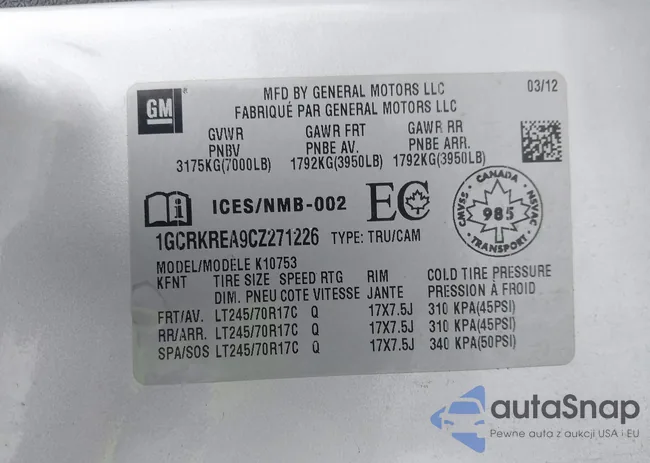 MFD BY GENERAL MOTORS LLC
FABRIQUÉ PAR GENERAL MOTORS LLC
03/12
GM
GVWR GAWR FRT GAWR RR
PNBV PNBE AV. PNBE ARR.
3175KG(7000LB) 1792KG(3950LB) 1792KG(3950LB)
ICES/NMB-002 EC
CANADA
CMVSS NSVAC
985
TRANSPORT
1GCRKREA9CZ271226 TYPE: TRU/CAM
MODEL/MODÈLE K10753
KFNT TIRE SIZE SPEED RTG RIM COLD TIRE PRESSURE
DIM. PNEU COTE VITESSE JANTE PRESSION À FROID
FRT/AV. LT245/70R17C Q 17X7.5J 310 KPA(45PSI)
RR/ARR. LT245/70R17C Q 17X7.5J 310 KPA(45PSI)
SPA/SOS LT245/70R17C Q 17X7.5J 340 KPA(50PSI)
autaSnap
Pewne auta z aukcji USA i EU